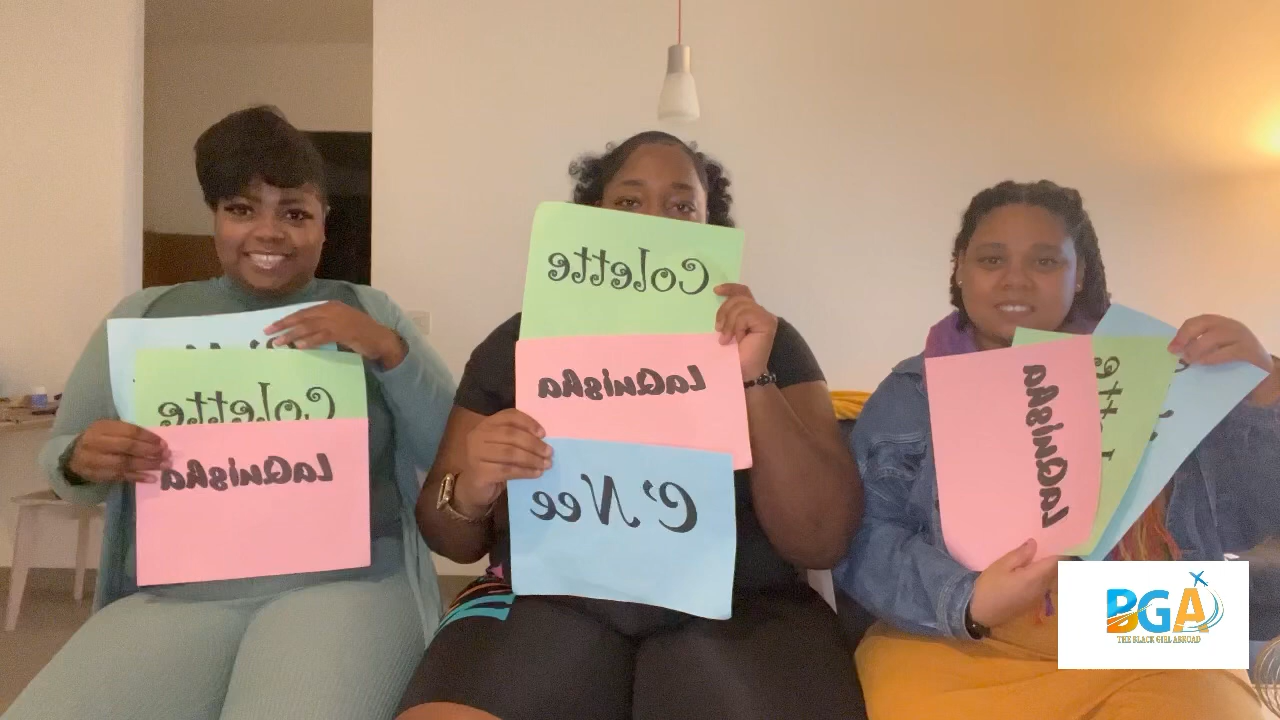 Colette
LaQuisha
Colette
LaQuisha
C'Nee
LaQuisha
BGA
THE BLACK GIRL ABROAD